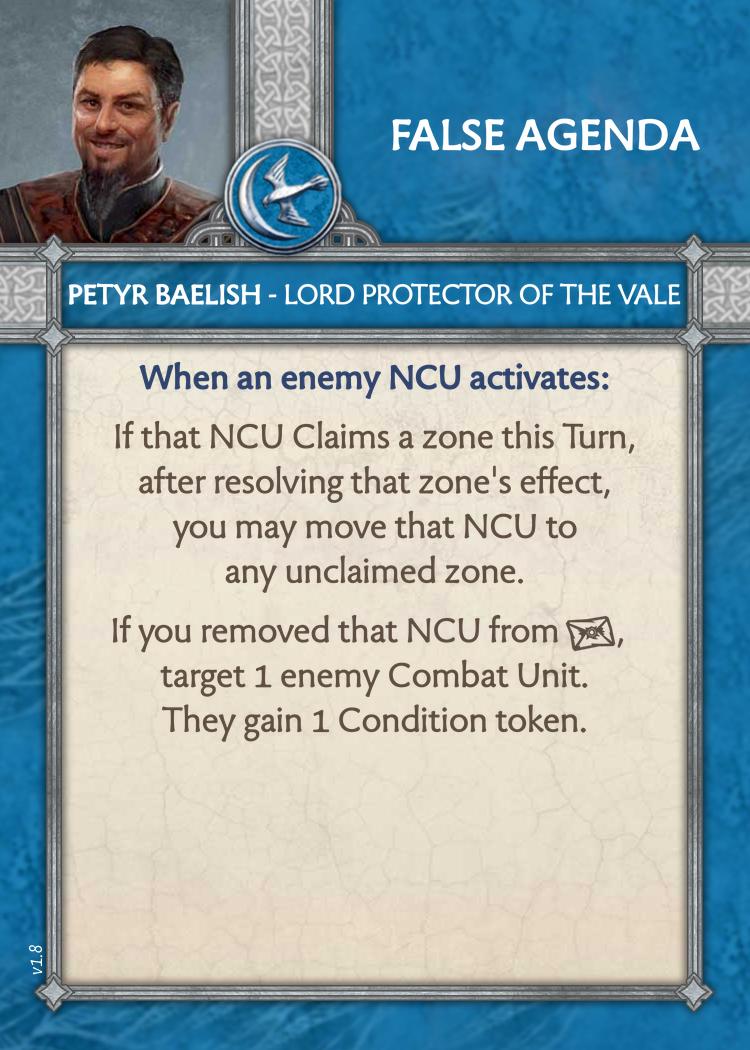 FALSE AGENDA
PETYR BAELISH - LORD PROTECTOR OF THE VALE
When an enemy NCU activates:
If that NCU Claims a zone this Turn,
after resolving that zone's effect,
you may move that NCU to
any unclaimed zone.
If you removed that NCU from ,
target 1 enemy Combat Unit.
They gain 1 Condition token.
v1.8